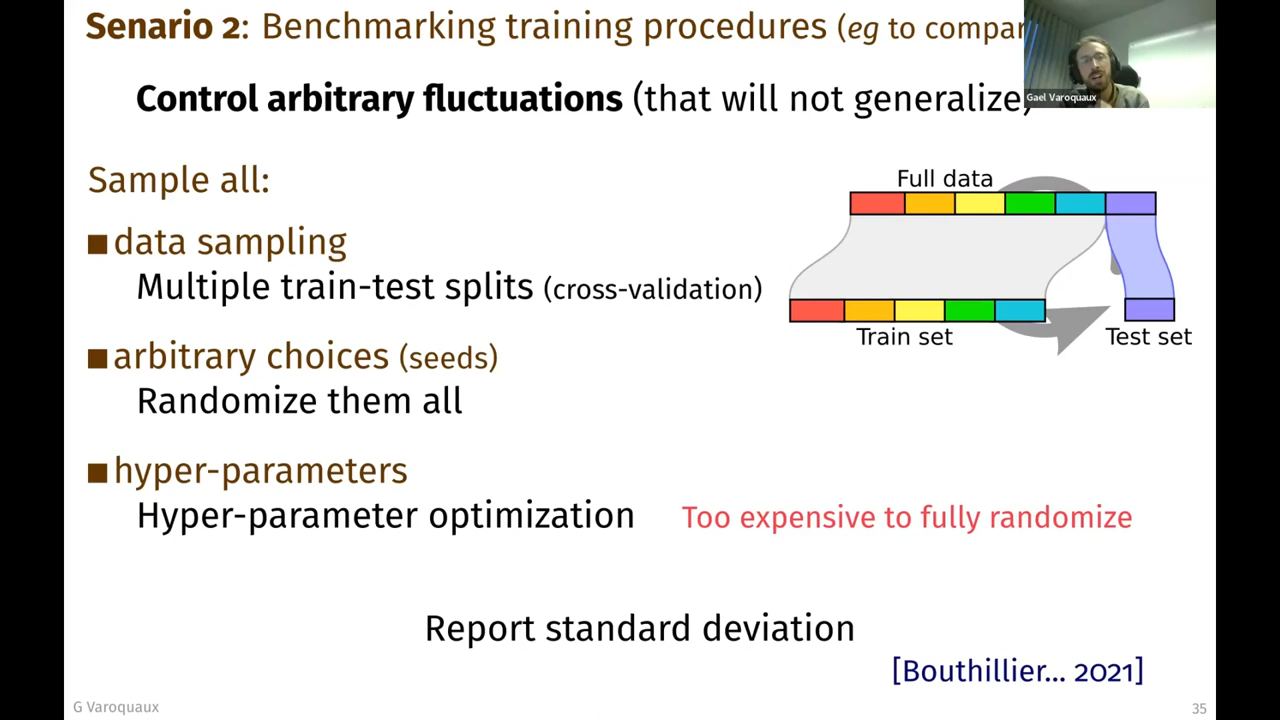 Senario 2: Benchmarking training procedures (eg to compar
Gael Varoquaux
Control arbitrary fluctuations (that will not generalize)
Sample all:
Full data
■ data sampling
Multiple train-test splits (cross-validation)
Train set
Test set
■ arbitrary choices (seeds)
Randomize them all
■ hyper-parameters
Hyper-parameter optimization
Too expensive to fully randomize
Report standard deviation
[Bouthillier... 2021]
G Varoquaux
35